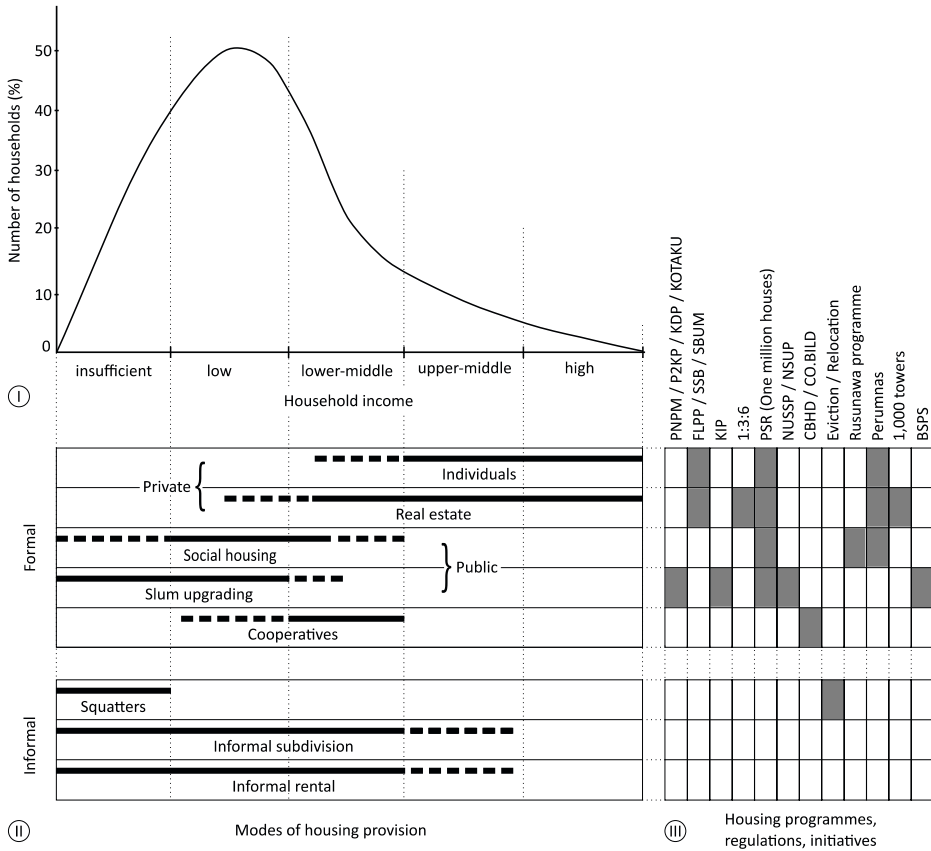 Number of households (%)
50
40
30
20
10
0
insufficient
low
lower-middle
upper-middle
high
Household income
I
PNPM / P2KP / KDP / KOTAKU
FLPP / SSB / SBUM
KIP
1:3:6
PSR (One million houses)
NUSSP / NSUP
CBHD / CO.BILD
Eviction / Relocation
Rusunawa programme
Perumnas
1,000 towers
BSPS
Formal
Individuals
Private
Real estate
Social housing
Public
Slum upgrading
Cooperatives
Informal
Squatters
Informal subdivision
Informal rental
II
Modes of housing provision
III
Housing programmes,
regulations, initiatives